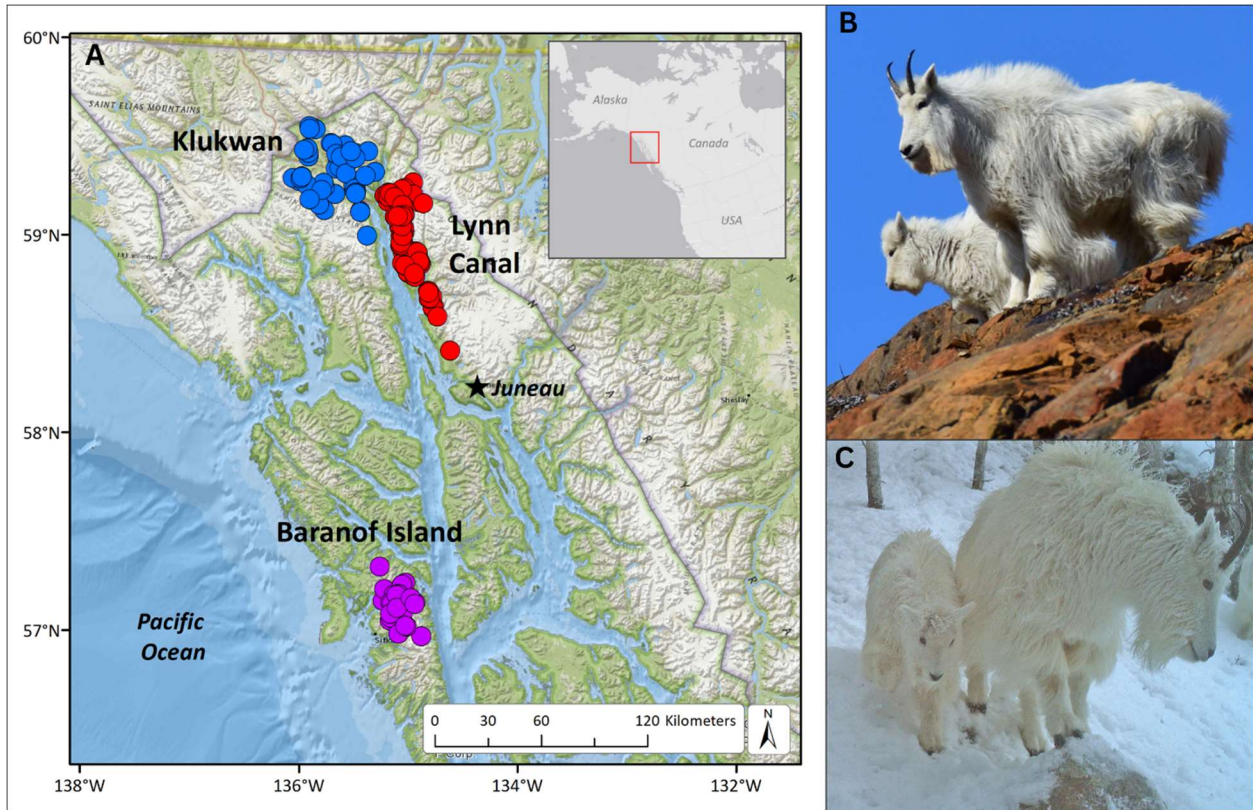 60°N
59°N
58°N
57°N
A
SAINT ELIAS MOUNTAINS
Klukwan
Lynn
Canal
Juneau
Baranof Island
Pacific
Ocean
Sheslay
Alaska
Canada
USA
0 30 60 120 Kilometers
N
138°W 136°W 134°W 132°W
B
C